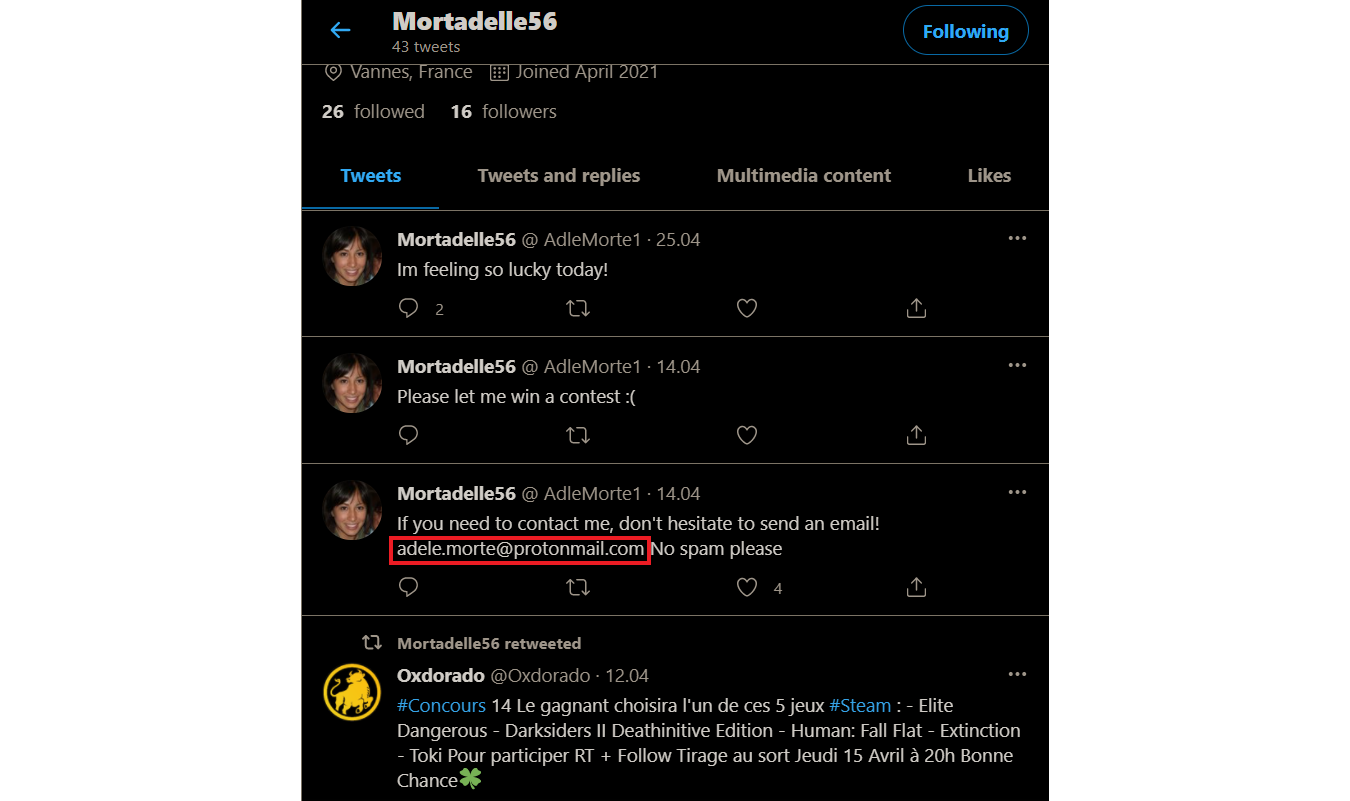 Mortadelle56
43 tweets
Following
Vannes, France Joined April 2021
26 followed 16 followers
Tweets Tweets and replies Multimedia content Likes
Mortadelle56 @ AdleMorte1 · 25.04
Im feeling so lucky today!
2
Mortadelle56 @ AdleMorte1 · 14.04
Please let me win a contest :(
Mortadelle56 @ AdleMorte1 · 14.04
If you need to contact me, don't hesitate to send an email!
adele.morte@protonmail.com No spam please
4
Mortadelle56 retweeted
Oxdorado @Oxdorado · 12.04
#Concours 14 Le gagnant choisira l'un de ces 5 jeux #Steam : - Elite
Dangerous - Darksiders II Deathinitive Edition - Human: Fall Flat - Extinction
- Toki Pour participer RT + Follow Tirage au sort Jeudi 15 Avril à 20h Bonne
Chance🍀